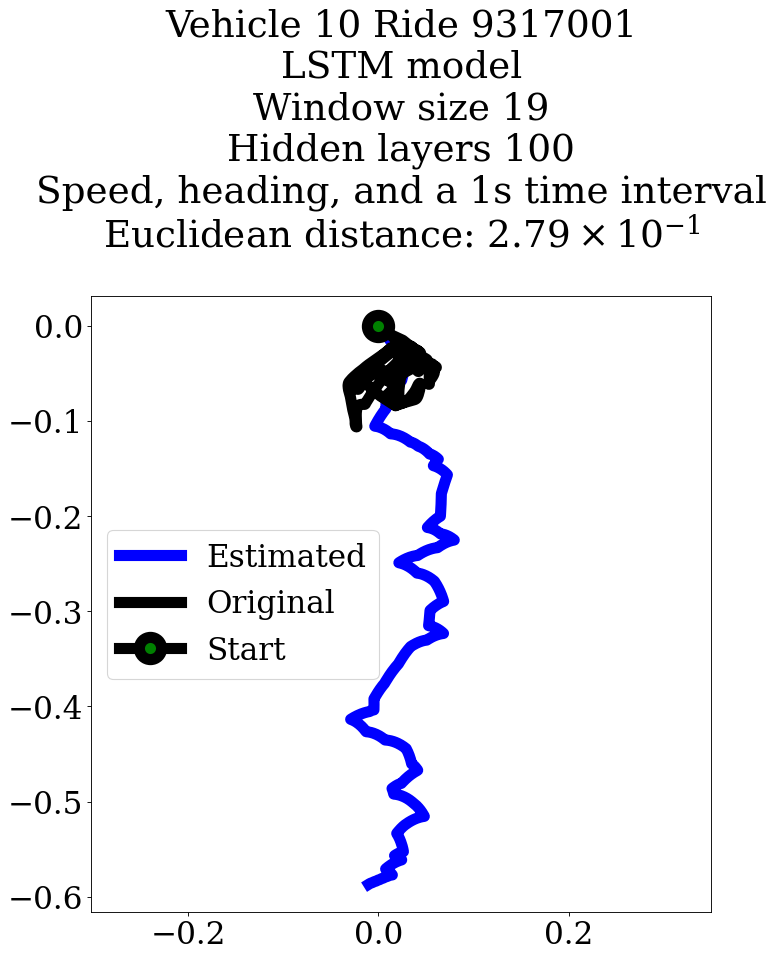 Vehicle 10 Ride 9317001
LSTM model
Window size 19
Hidden layers 100
Speed, heading, and a 1s time interval
Euclidean distance: 2.79 × 10⁻¹
0.0
−0.1
−0.2
−0.3
−0.4
−0.5
−0.6
Estimated
Original
Start
−0.2 0.0 0.2